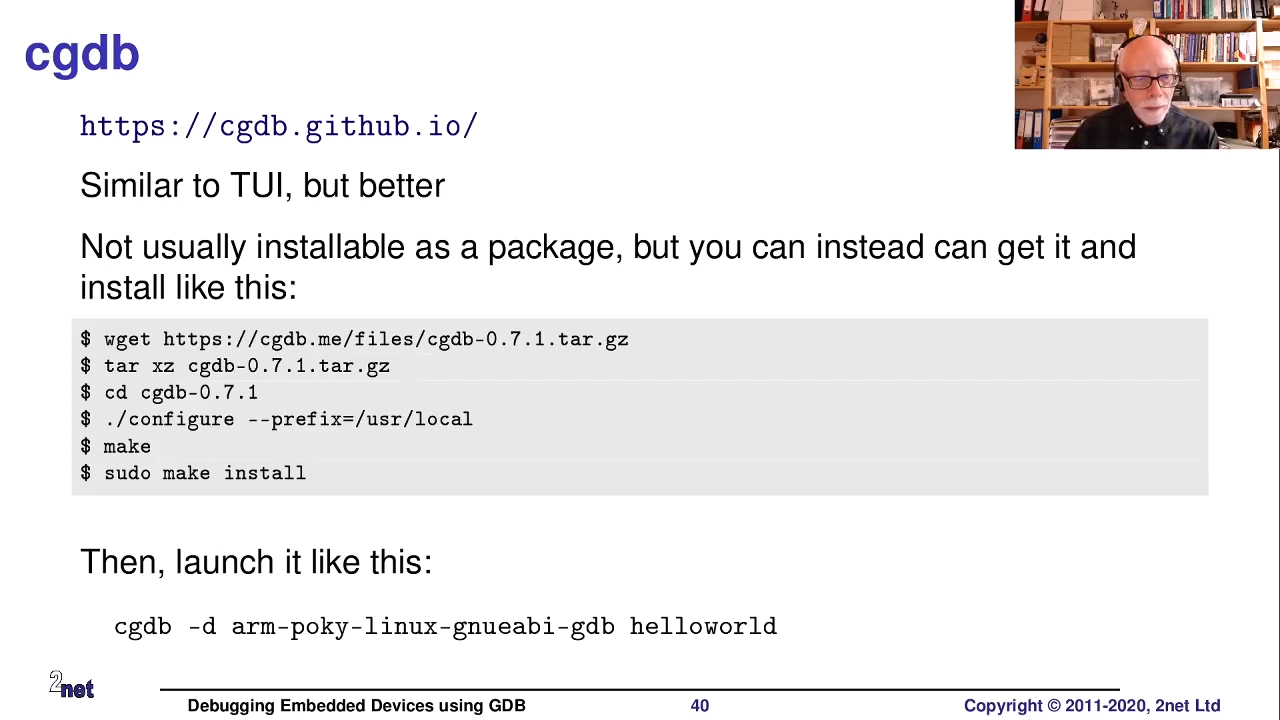 cgdb
https://cgdb.github.io/
Similar to TUI, but better
Not usually installable as a package, but you can instead can get it and
install like this:
$ wget https://cgdb.me/files/cgdb-0.7.1.tar.gz
$ tar xz cgdb-0.7.1.tar.gz
$ cd cgdb-0.7.1
$ ./configure --prefix=/usr/local
$ make
$ sudo make install
Then, launch it like this:
cgdb -d arm-poky-linux-gnueabi-gdb helloworld
2net
Debugging Embedded Devices using GDB 40 Copyright © 2011-2020, 2net Ltd